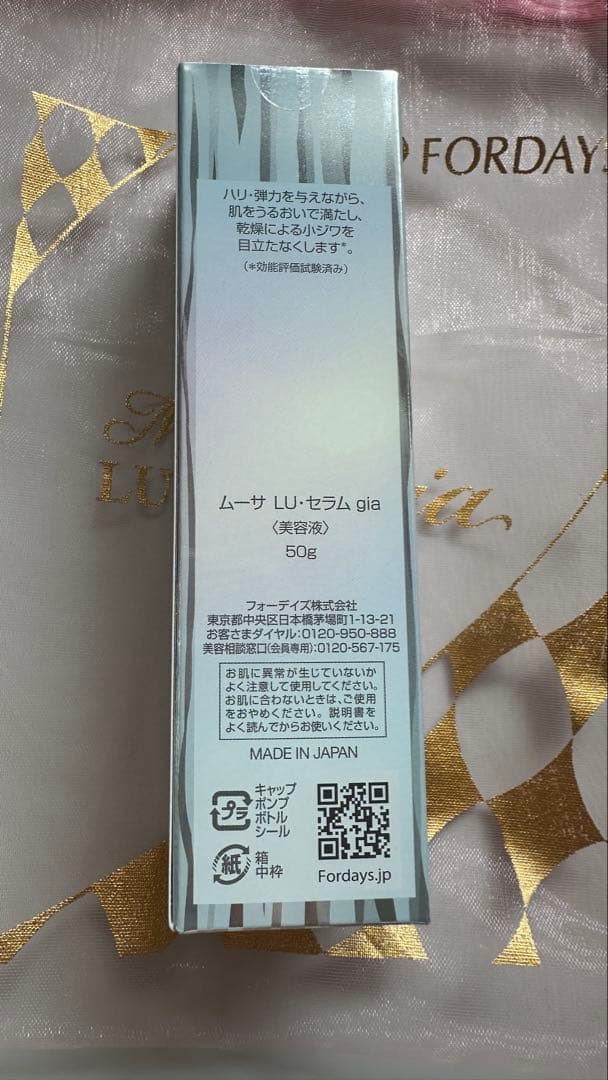 FORDAYS
ハリ・弾力を与えながら、
肌をうるおいで満たし、
乾燥による小ジワを
目立たなくします*。
(*効能評価試験済み)
LU
ia
ムーサ LU・セラム gia
〈美容液〉
50g
フォーデイズ株式会社
東京都中央区日本橋茅場町1-13-21
お客さまダイヤル:0120-950-888
美容相談窓口(会員専用):0120-567-175
お肌に異常が生じていないか
よく注意して使用してください。
お肌に合わないときは、ご使用
をおやめください。説明書を
よく読んでからお使いください。
MADE IN JAPAN
プラ
キャップ
ポンプ
ボトル
シール
紙
箱
中枠
Fordays.jp